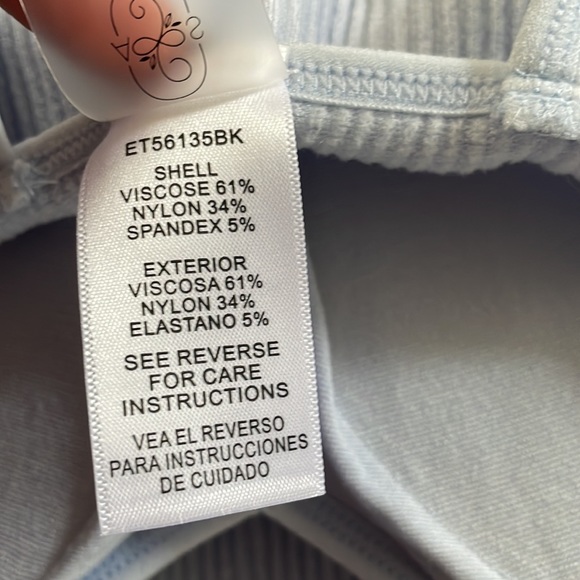 ET56135BK
SHELL
VISCOSE 61%
NYLON 34%
SPANDEX 5%
EXTERIOR
VISCOSA 61%
NYLON 34%
ELASTANO 5%
SEE REVERSE
FOR CARE
INSTRUCTIONS
VEA EL REVERSO
PARA INSTRUCCIONES
DE CUIDADO